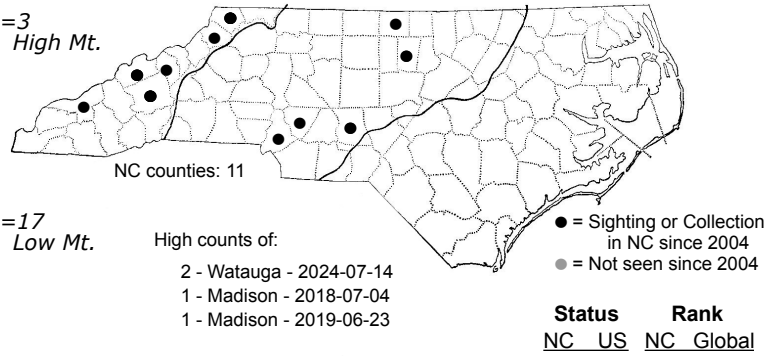 =3
High Mt.
NC counties: 11
=17
Low Mt.
High counts of:
2 - Watauga - 2024-07-14
1 - Madison - 2018-07-04
1 - Madison - 2019-06-23
= Sighting or Collection
in NC since 2004
= Not seen since 2004
Status Rank
NC US NC Global